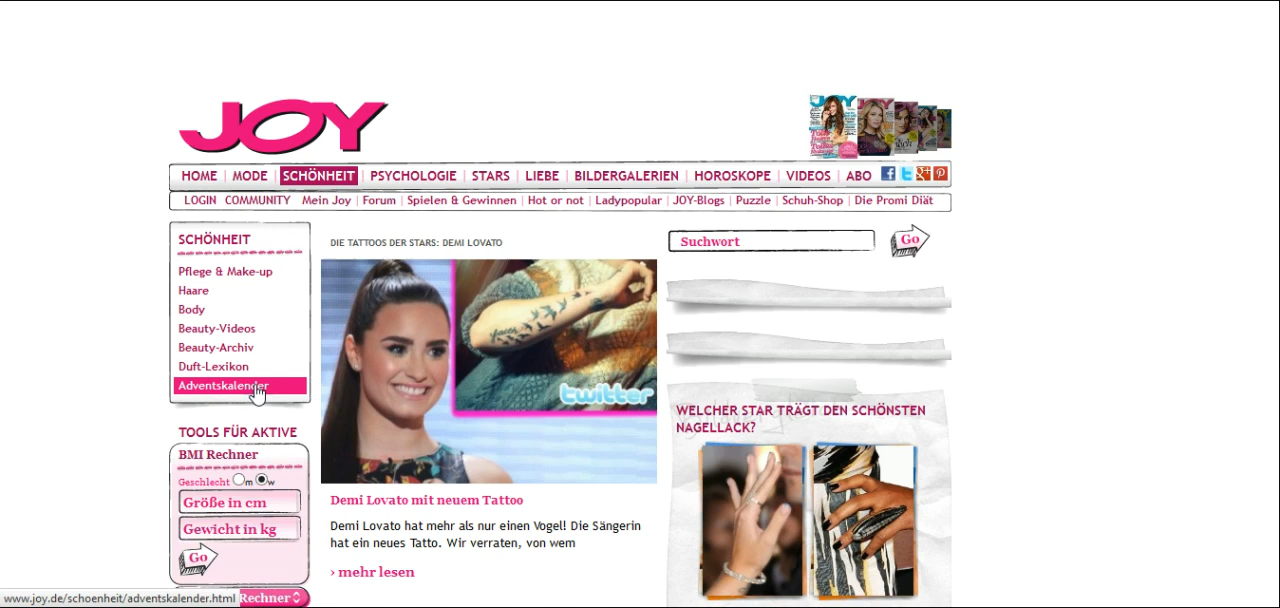 JOY
HOME | MODE | SCHÖNHEIT | PSYCHOLOGIE | STARS | LIEBE | BILDERGALERIEN | HOROSKOPE | VIDEOS | ABO
LOGIN COMMUNITY Mein Joy | Forum | Spielen & Gewinnen | Hot or not | Ladypopular | JOY-Blogs | Puzzle | Schuh-Shop | Die Promi Diät
SCHÖNHEIT
Pflege & Make-up
Haare
Body
Beauty-Videos
Beauty-Archiv
Duft-Lexikon
Adventskalender
TOOLS FÜR AKTIVE
BMI Rechner
Geschlecht m w
Größe in cm
Gewicht in kg
Go
Rechner
www.joy.de/schoenheit/adventskalender.html
DIE TATTOOS DER STARS: DEMI LOVATO
twitter
Demi Lovato mit neuem Tattoo
Demi Lovato hat mehr als nur einen Vogel! Die Sängerin
hat ein neues Tatto. Wir verraten, von wem
› mehr lesen
Suchwort
Go
WELCHER STAR TRÄGT DEN SCHÖNSTEN
NAGELLACK?